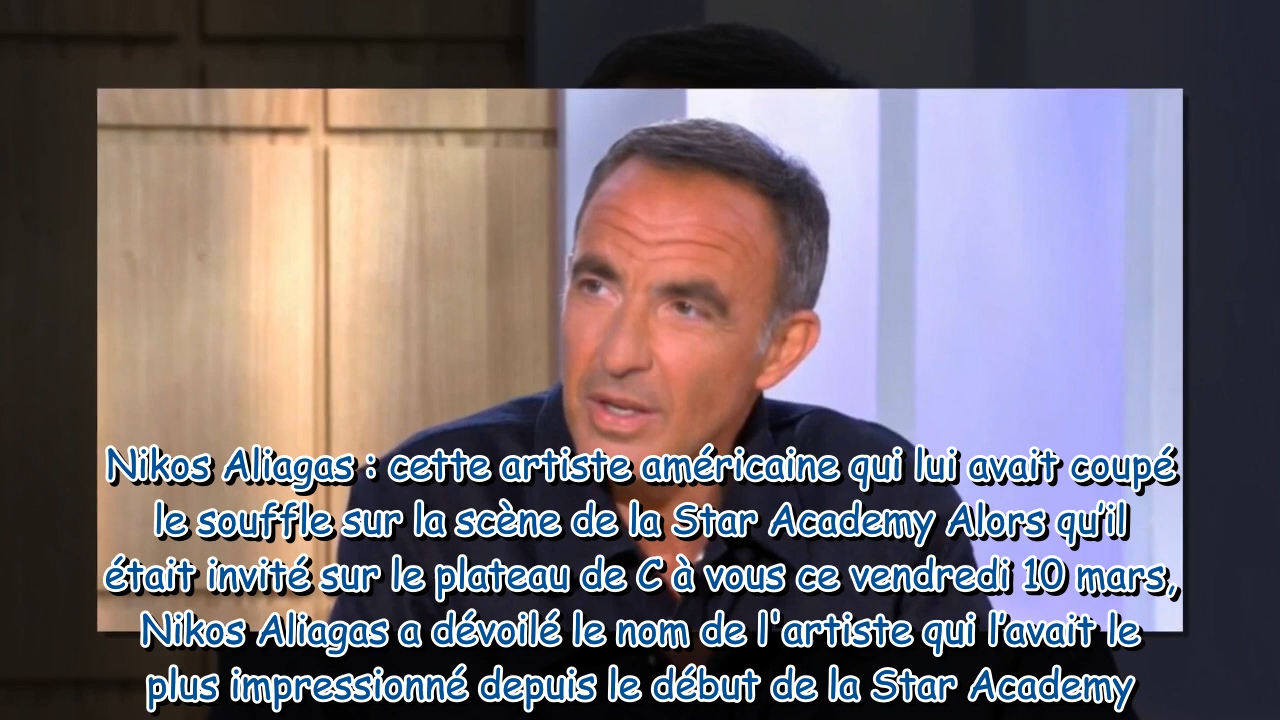 Nikos Aliagas : cette artiste américaine qui lui avait coupé
le souffle sur la scène de la Star Academy Alors qu’il
était invité sur le plateau de C à vous ce vendredi 10 mars,
Nikos Aliagas a dévoilé le nom de l'artiste qui l’avait le
plus impressionné depuis le début de la Star Academy